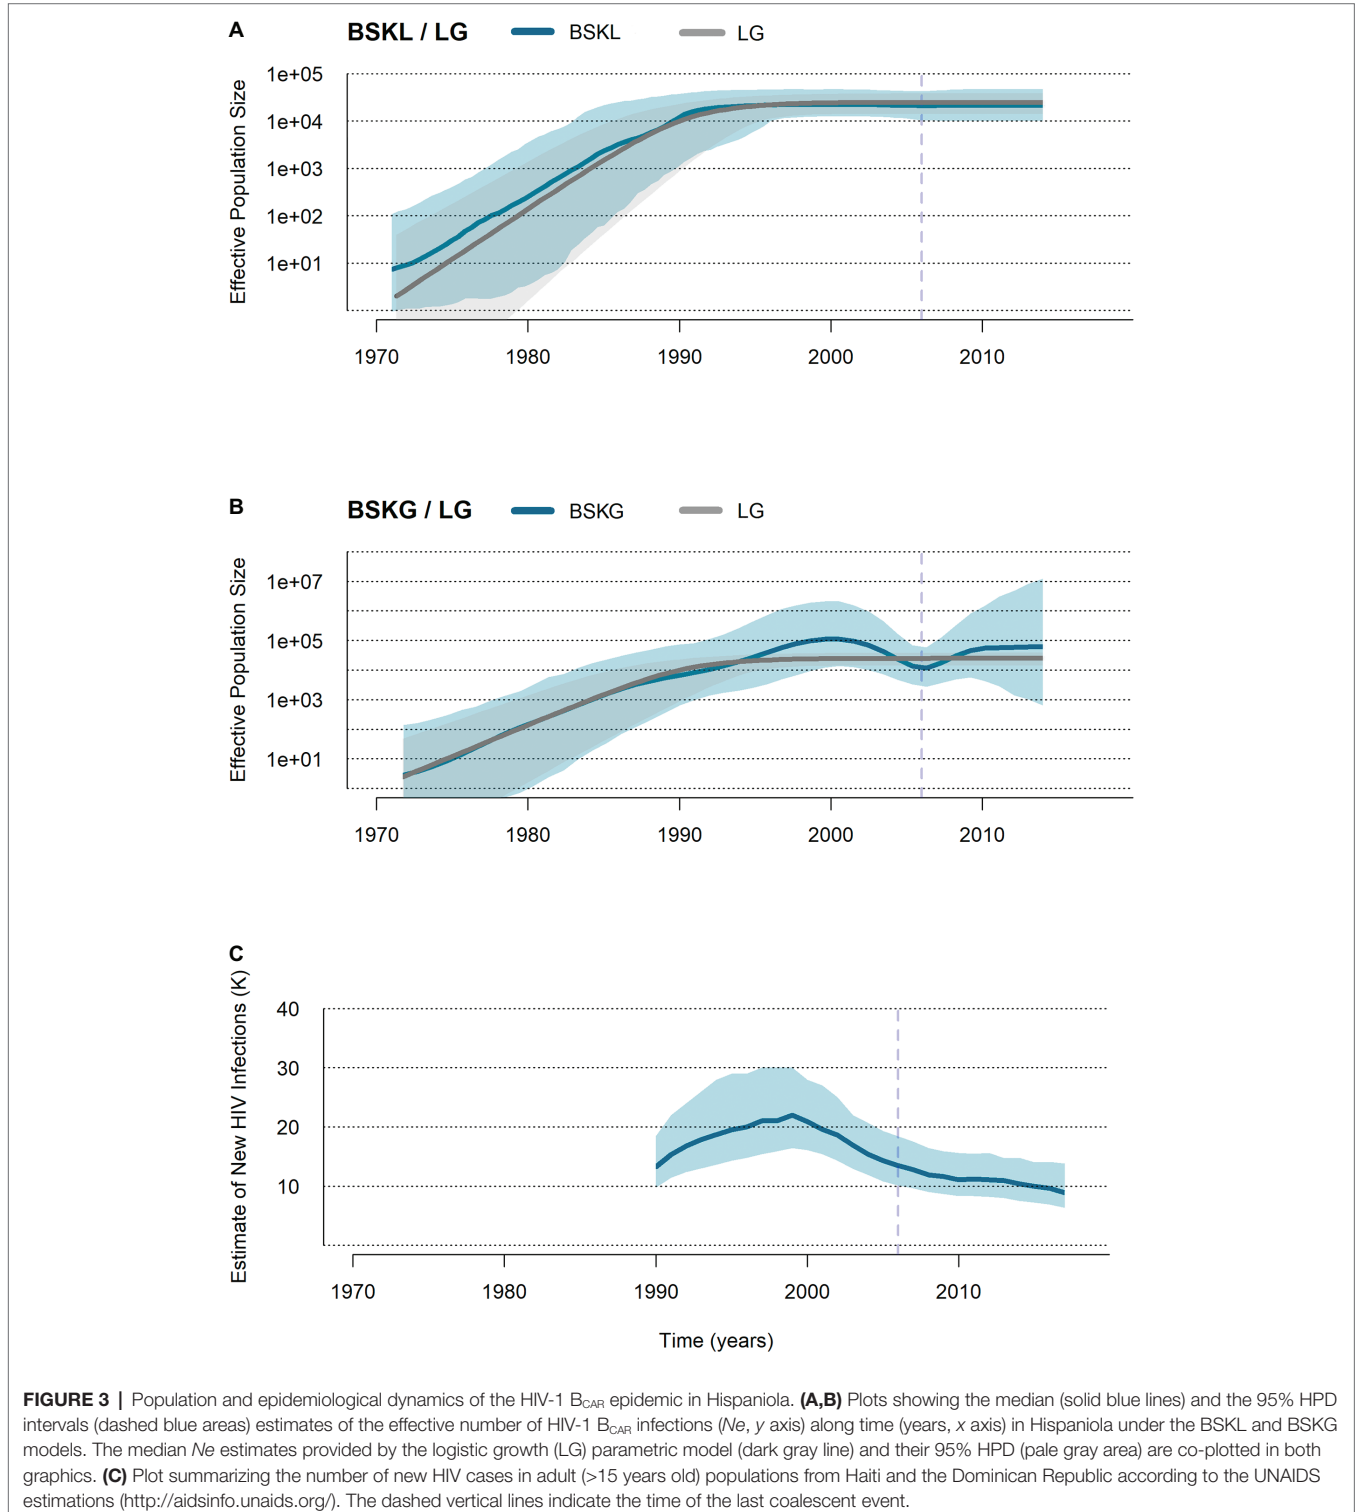 A
BSKL / LG BSKL LG
Effective Population Size
1e+05
1e+04
1e+03
1e+02
1e+01
1970 1980 1990 2000 2010
B
BSKG / LG BSKG LG
Effective Population Size
1e+07
1e+05
1e+03
1e+01
1970 1980 1990 2000 2010
C
Estimate of New HIV Infections (K)
40
30
20
10
1970 1980 1990 2000 2010
Time (years)
FIGURE 3 | Population and epidemiological dynamics of the HIV-1 BCAR epidemic in Hispaniola. (A,B) Plots showing the median (solid blue lines) and the 95% HPD
intervals (dashed blue areas) estimates of the effective number of HIV-1 BCAR infections (Ne, y axis) along time (years, x axis) in Hispaniola under the BSKL and BSKG
models. The median Ne estimates provided by the logistic growth (LG) parametric model (dark gray line) and their 95% HPD (pale gray area) are co-plotted in both
graphics. (C) Plot summarizing the number of new HIV cases in adult (>15 years old) populations from Haiti and the Dominican Republic according to the UNAIDS
estimations (http://aidsinfo.unaids.org/). The dashed vertical lines indicate the time of the last coalescent event.